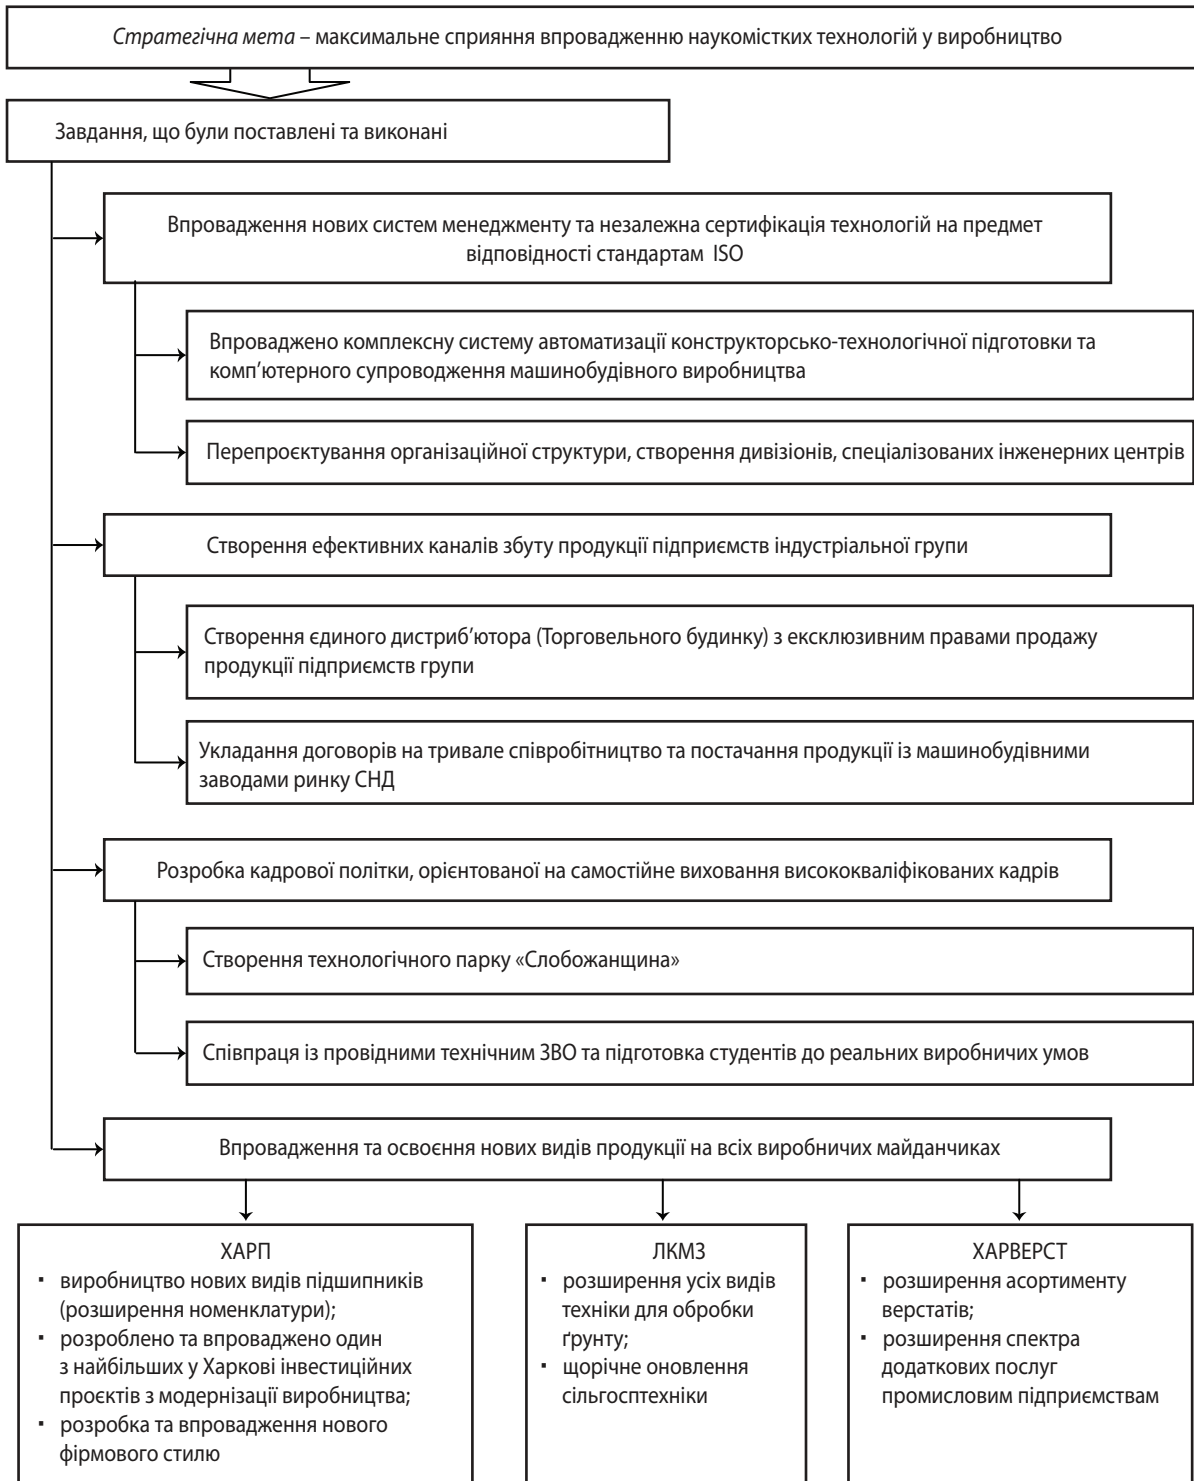 Стратегічна мета – максимальне сприяння впровадженню наукомістких технологій у виробництво
Завдання, що були поставлені та виконані
Впровадження нових систем менеджменту та незалежна сертифікація технологій на предмет
відповідності стандартам ISO
Впроваджено комплексну систему автоматизації конструкторсько-технологічної підготовки та
комп’ютерного супроводження машинобудівного виробництва
Перепроєктування організаційної структури, створення дивізіонів, спеціалізованих інженерних центрів
Створення ефективних каналів збуту продукції підприємств індустріальної групи
Створення єдиного дистриб’ютора (Торговельного будинку) з ексклюзивним правами продажу
продукції підприємств групи
Укладання договорів на тривале співробітництво та постачання продукції із машинобудівними
заводами ринку СНД
Розробка кадрової політки, орієнтованої на самостійне виховання висококваліфікованих кадрів
Створення технологічного парку «Слобожанщина»
Співпраця із провідними технічним ЗВО та підготовка студентів до реальних виробничих умов
Впровадження та освоєння нових видів продукції на всіх виробничих майданчиках
ХАРП
▪ виробництво нових видів підшипників
(розширення номенклатури);
▪ розроблено та впроваджено один
з найбільших у Харкові інвестиційних
проєктів з модернізації виробництва;
▪ розробка та впровадження нового
фірмового стилю
ЛКМЗ
▪ розширення усіх видів
техніки для обробки
ґрунту;
▪ щорічне оновлення
сільгосптехніки
ХАРВЕРСТ
▪ розширення асортименту
верстатів;
▪ розширення спектра
додаткових послуг
промисловим підприємствам